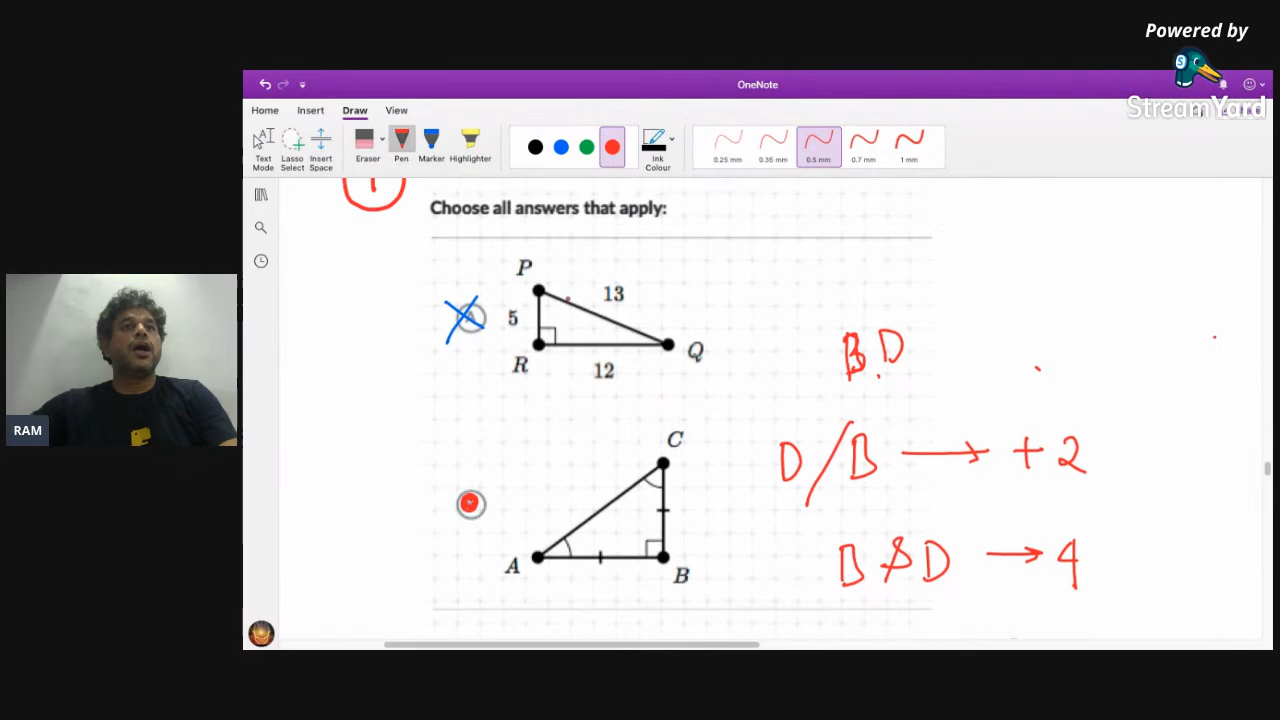 Powered by
StreamYard
OneNote
Home Insert Draw View
Text Mode
Lasso Select
Insert Space
Eraser
Pen
Marker
Highlighter
Ink Colour
0.25 mm
0.35 mm
0.5 mm
0.7 mm
1 mm
1
Choose all answers that apply:
P
13
5
R
12
Q
C
A
B
B.D
D/B → +2
B & D → 4
RAM